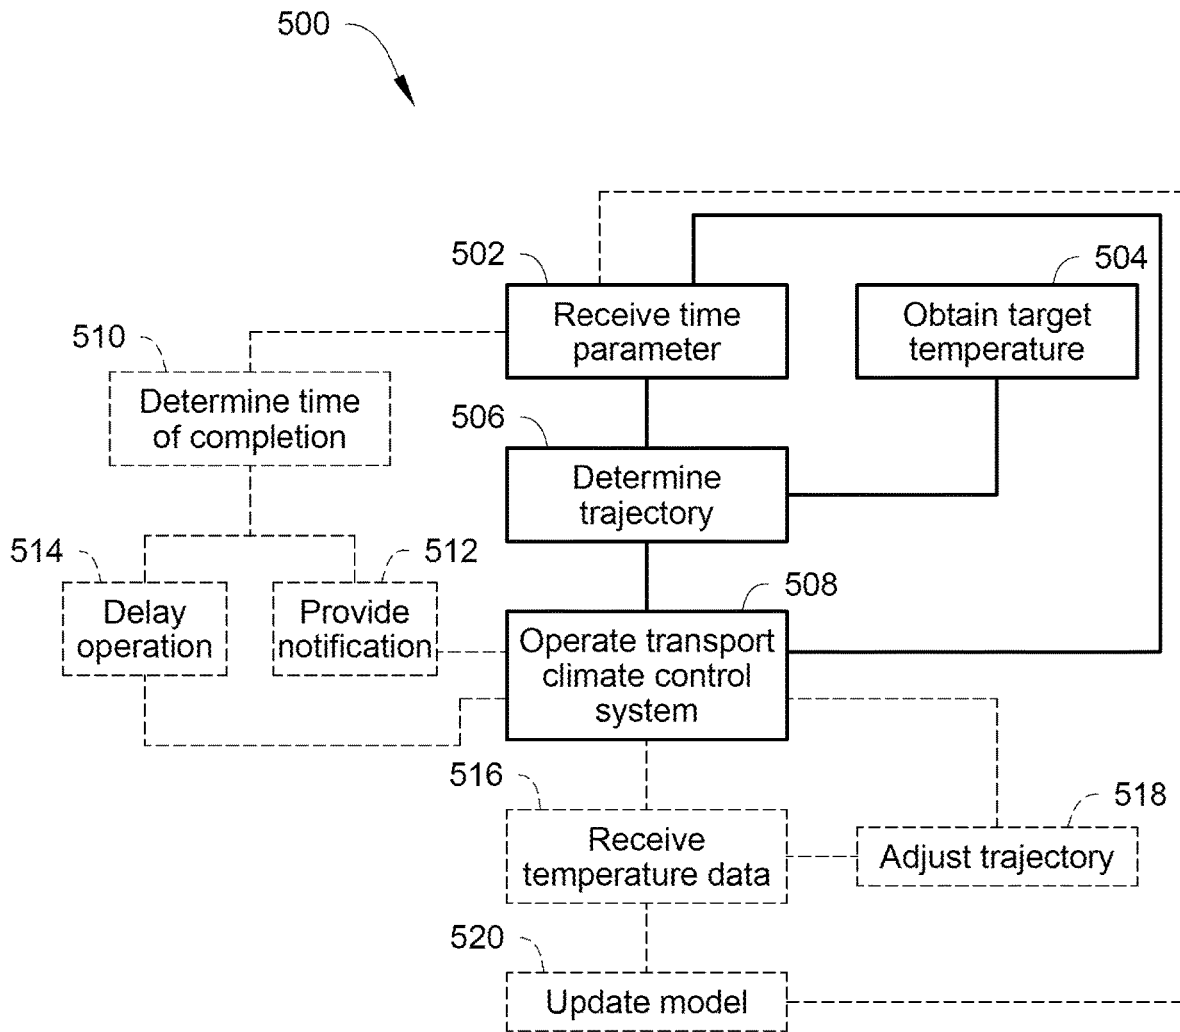 500
502
504
Receive time
parameter
Obtain target
temperature
510
Determine time
of completion
506
Determine
trajectory
514
512
508
Delay
operation
Provide
notification
Operate transport
climate control
system
516
518
Receive
temperature data
Adjust trajectory
520
Update model